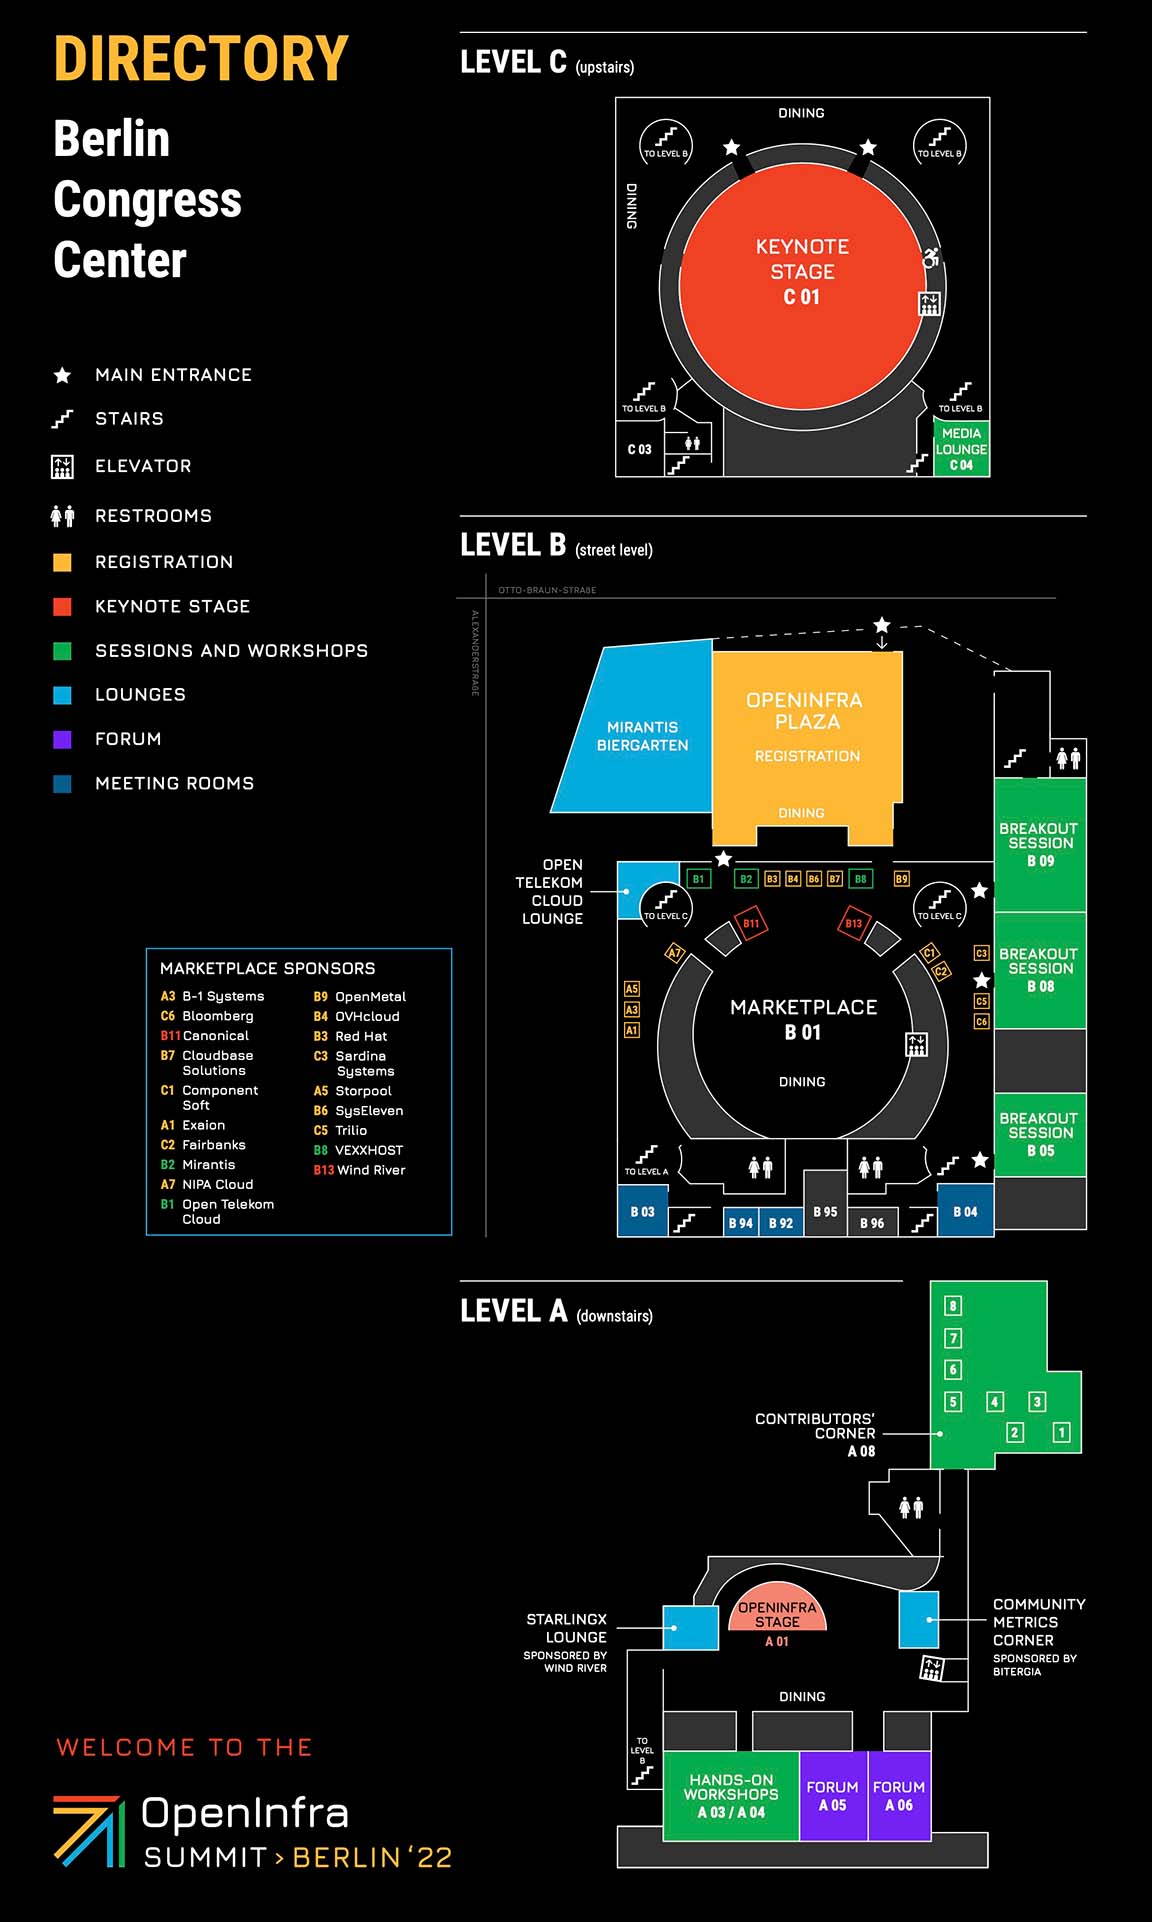 DIRECTORY
Berlin
Congress
Center
MAIN ENTRANCE
STAIRS
ELEVATOR
RESTROOMS
REGISTRATION
KEYNOTE STAGE
SESSIONS AND WORKSHOPS
LOUNGES
FORUM
MEETING ROOMS
MARKETPLACE SPONSORS
A3 B-1 Systems
C6 Bloomberg
B11 Canonical
B7 Cloudbase
Solutions
C1 Component
Soft
A1 Exaion
C2 Fairbanks
B2 Mirantis
A7 NIPA Cloud
B1 Open Telekom
Cloud
B9 OpenMetal
B4 OVHcloud
B3 Red Hat
C3 Sardina
Systems
A5 Storpool
B6 SysEleven
C5 Trilio
B8 VEXXHOST
B13 Wind River
WELCOME TO THE
OpenInfra
SUMMIT > BERLIN ‘22
LEVEL C (upstairs)
DINING
TO LEVEL B
TO LEVEL B
DINING
KEYNOTE
STAGE
C 01
TO LEVEL B
TO LEVEL B
C 03
MEDIA
LOUNGE
C 04
LEVEL B (street level)
OTTO-BRAUN-STRAßE
ALEXANDERSTRAßE
MIRANTIS
BIERGARTEN
OPENINFRA
PLAZA
REGISTRATION
DINING
BREAKOUT
SESSION
B 09
OPEN
TELEKOM
CLOUD
LOUNGE
B1
B2
B3
B4
B6
B7
B8
B9
TO LEVEL C
TO LEVEL C
B11
B13
A7
C1
C2
C3
BREAKOUT
SESSION
B 08
A5
A3
A1
C5
C6
MARKETPLACE
B 01
DINING
BREAKOUT
SESSION
B 05
TO LEVEL A
B 03
B 94
B 92
B 95
B 96
B 04
LEVEL A (downstairs)
8
7
6
5
4
3
2
1
CONTRIBUTORS’
CORNER
A 08
STARLINGX
LOUNGE
SPONSORED BY
WIND RIVER
OPENINFRA
STAGE
A 01
COMMUNITY
METRICS
CORNER
SPONSORED BY
BITERGIA
DINING
TO
LEVEL
B
HANDS-ON
WORKSHOPS
A 03 / A 04
FORUM
A 05
FORUM
A 06